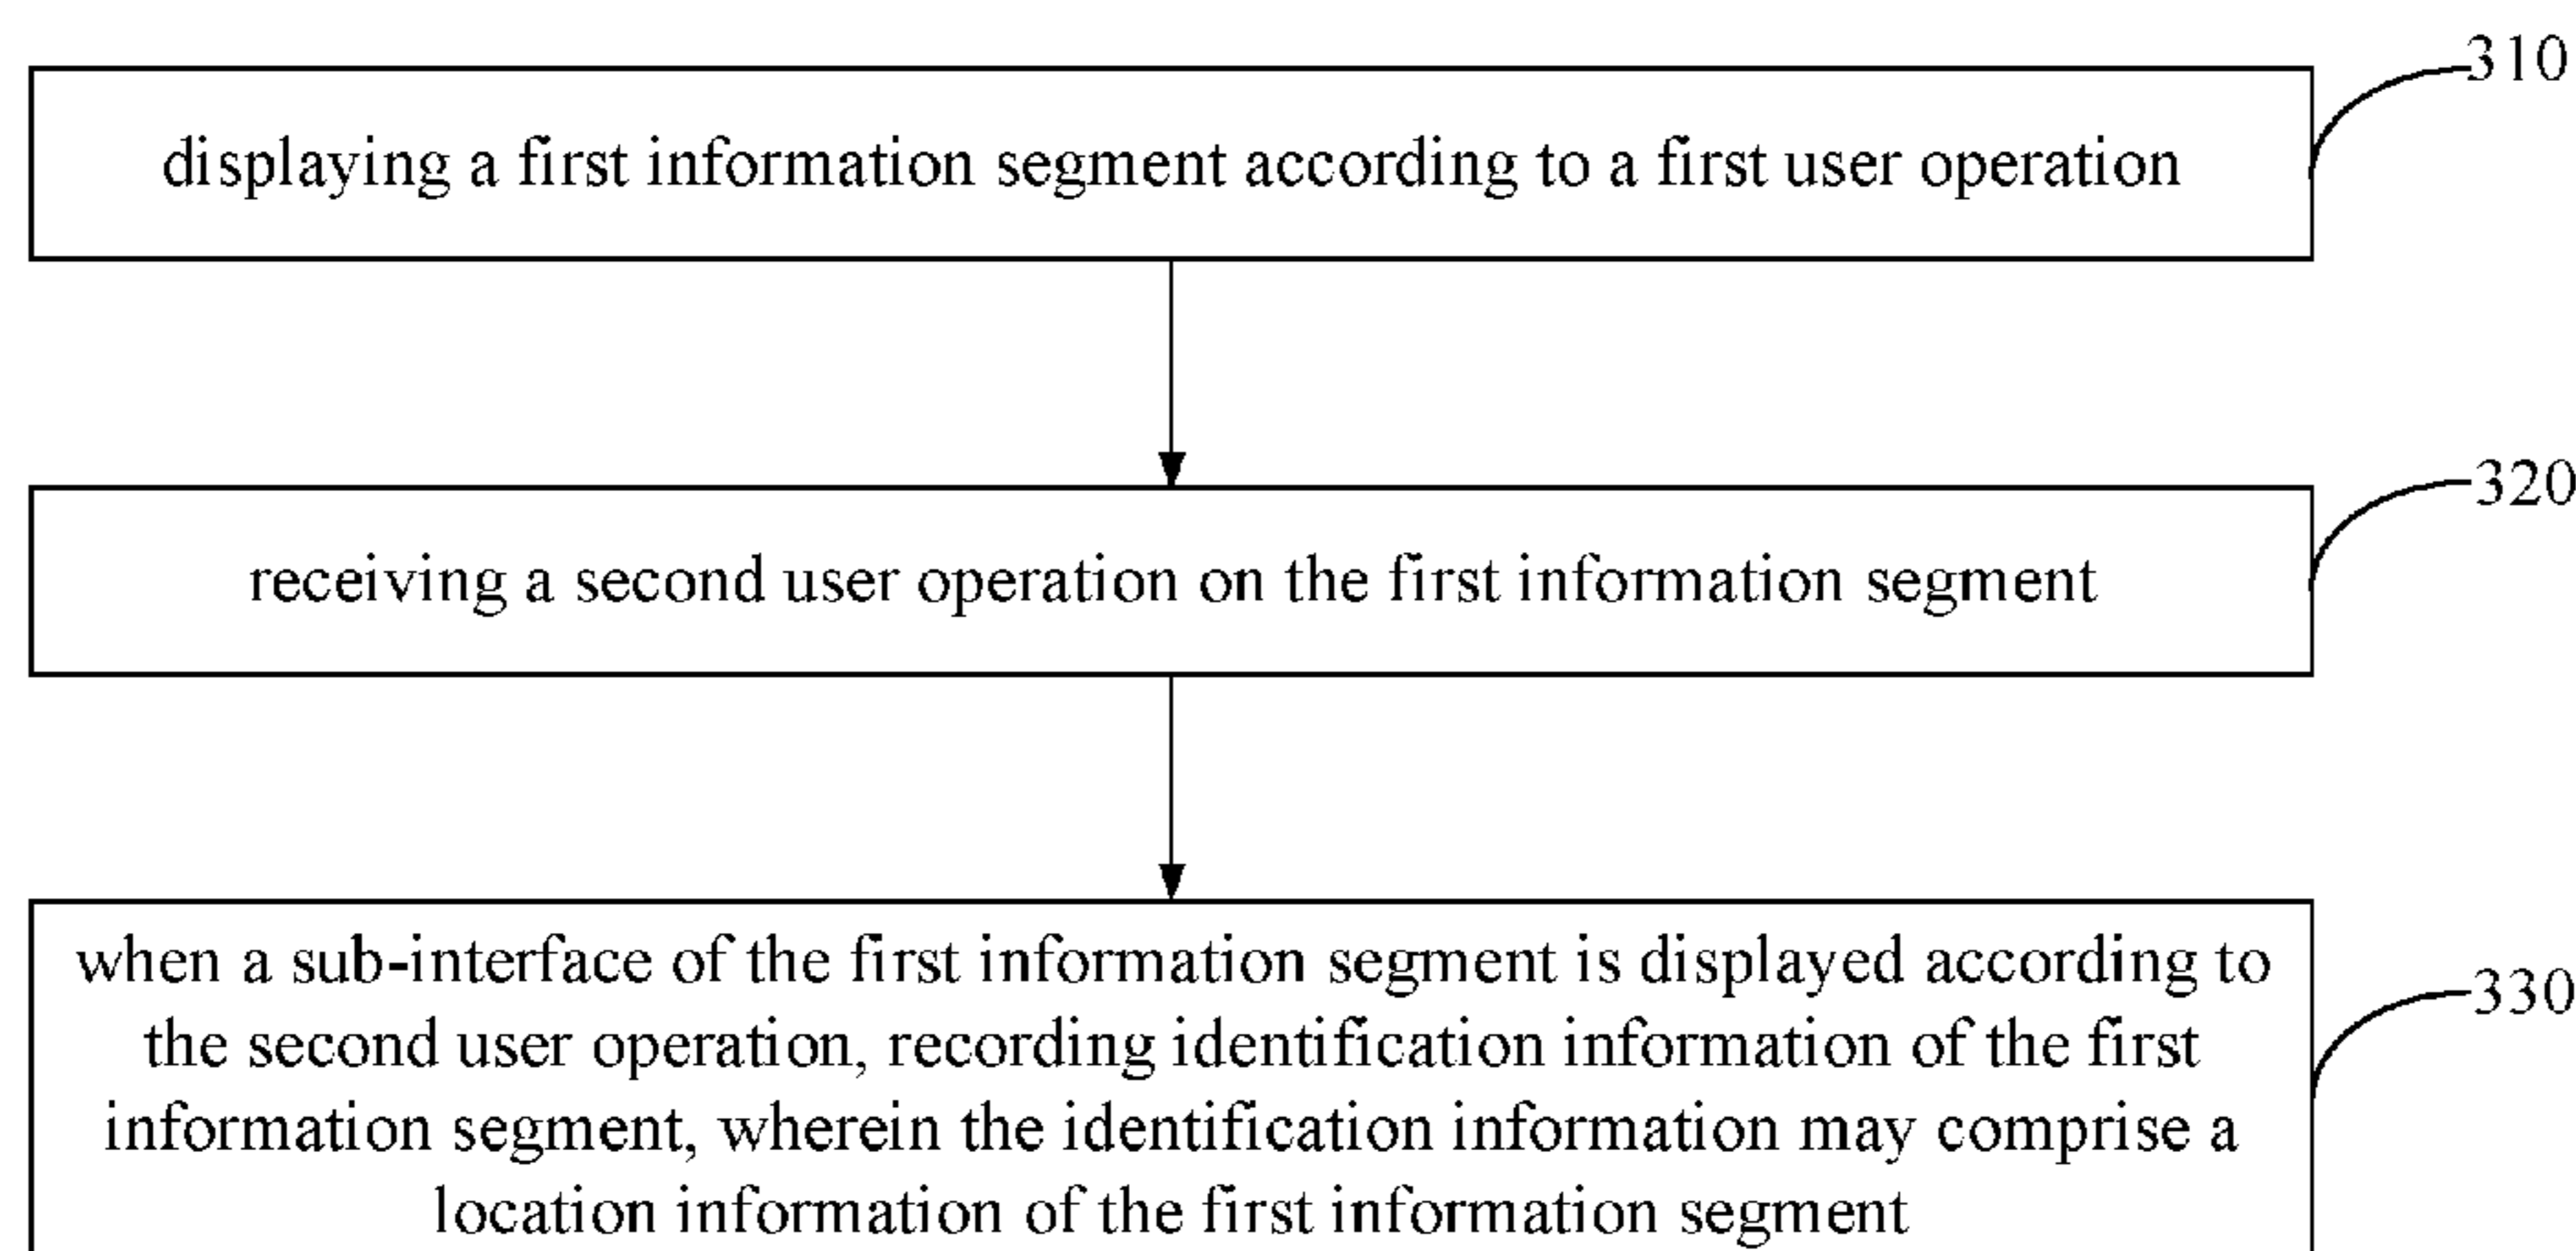 310
displaying a first information segment according to a first user operation
320
receiving a second user operation on the first information segment
when a sub-interface of the first information segment is displayed according to
330
the second user operation, recording identification information of the first
information segment, wherein the identification information may comprise a
location information of the first information segment